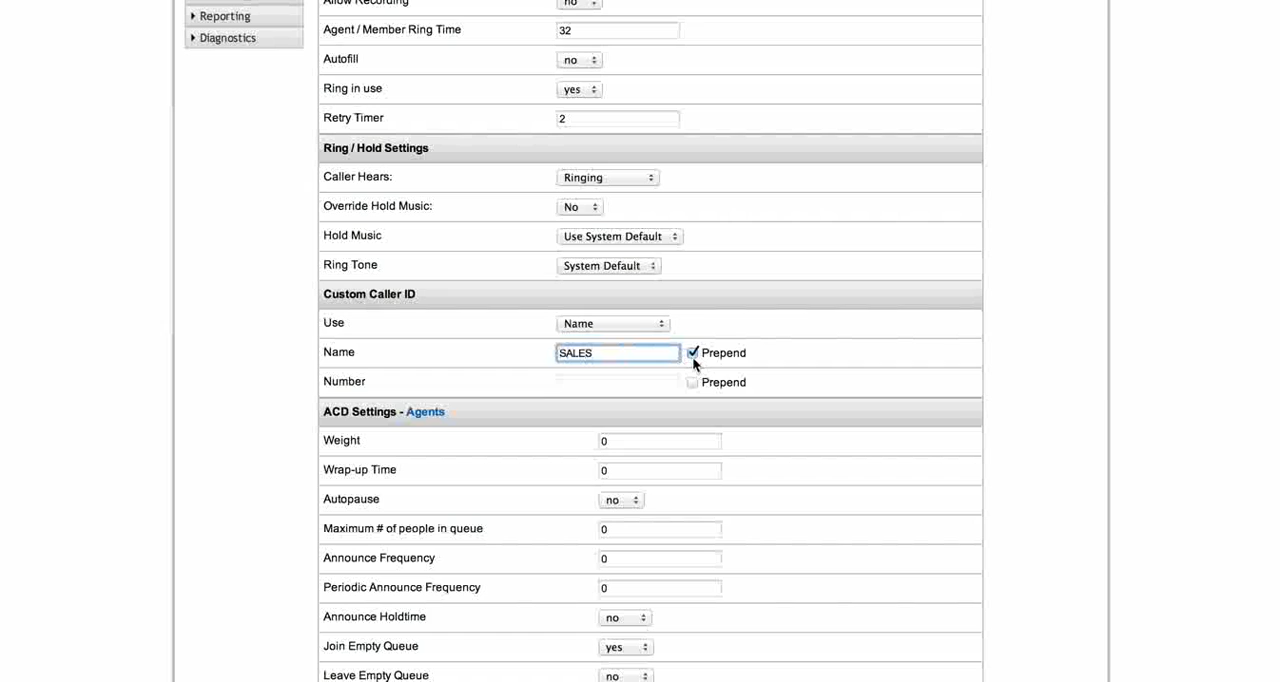 Allow Recording no
Reporting
Agent / Member Ring Time 32
Diagnostics
Autofill no
Ring in use yes
Retry Timer 2
Ring / Hold Settings
Caller Hears: Ringing
Override Hold Music: No
Hold Music Use System Default
Ring Tone System Default
Custom Caller ID
Use Name
Name SALES Prepend
Number Prepend
ACD Settings - Agents
Weight 0
Wrap-up Time 0
Autopause no
Maximum # of people in queue 0
Announce Frequency 0
Periodic Announce Frequency 0
Announce Holdtime no
Join Empty Queue yes
Leave Empty Queue no